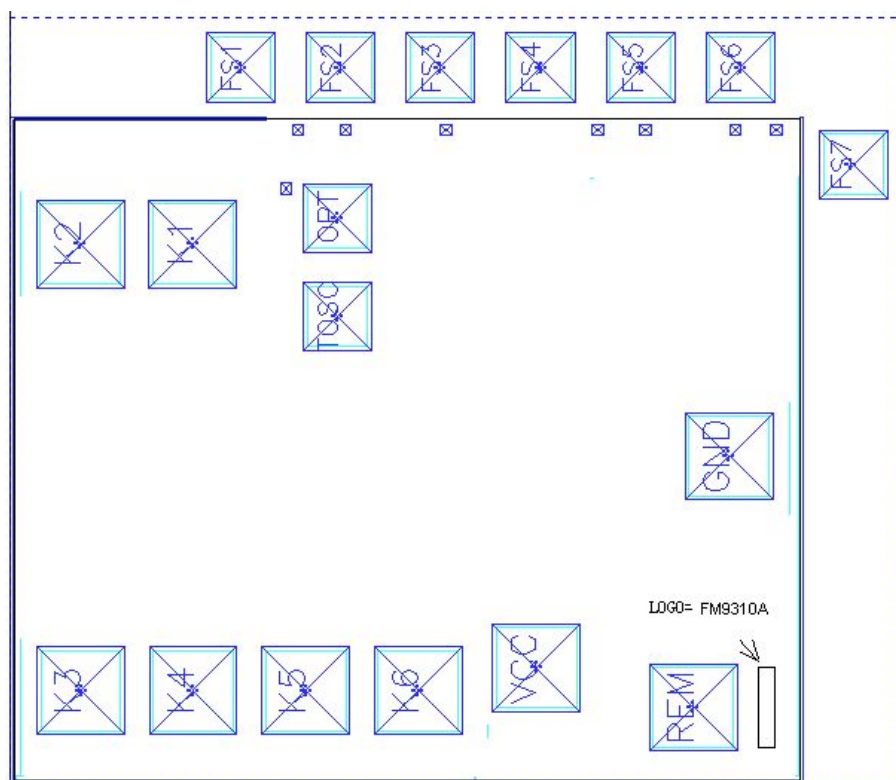 FS1 FS2 FS3 FS4 FS5 FS6
FS7
K2 K1 OPT
TOSC
GND
LOGO= FM9310A
K3 K4 K5 K6 VCC REM